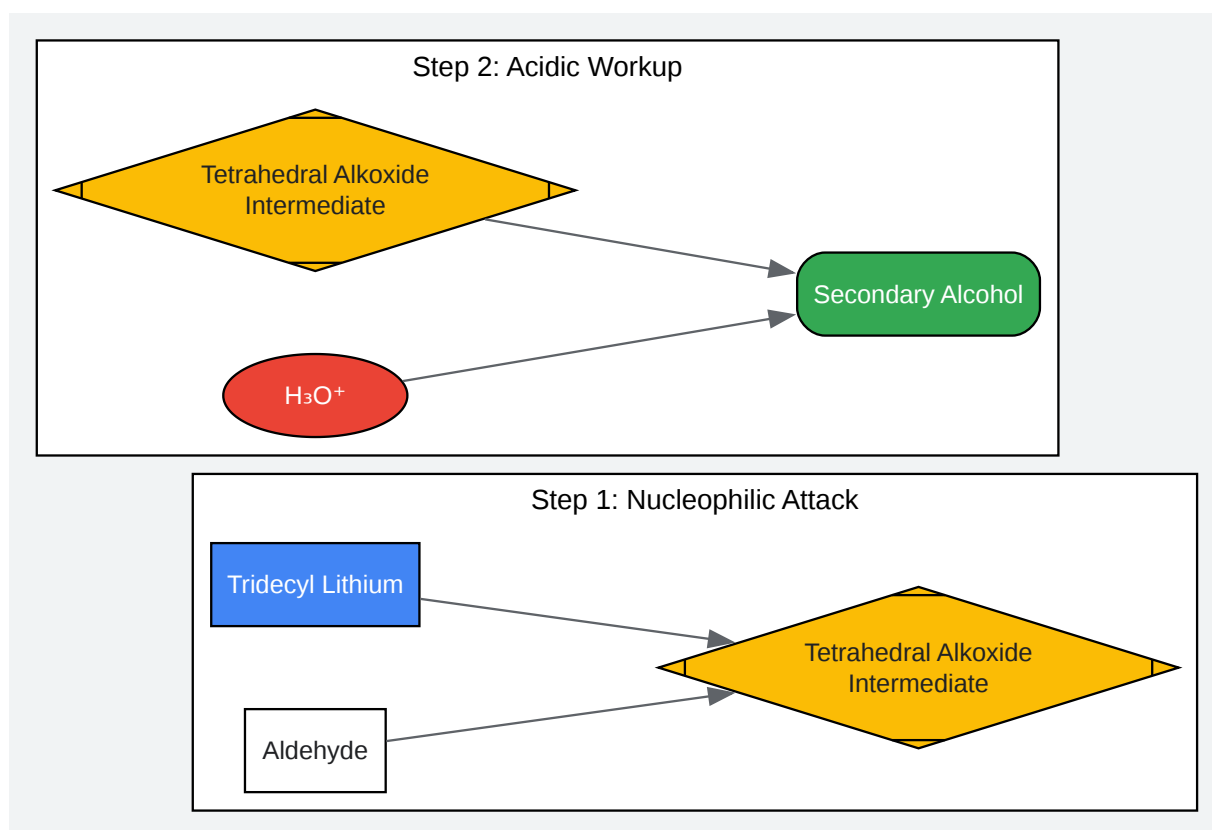 Step 2: Acidic Workup
Tetrahedral Alkoxide
Intermediate
Secondary Alcohol
H₃O⁺
Step 1: Nucleophilic Attack
Tridecyl Lithium
Tetrahedral Alkoxide
Intermediate
Aldehyde